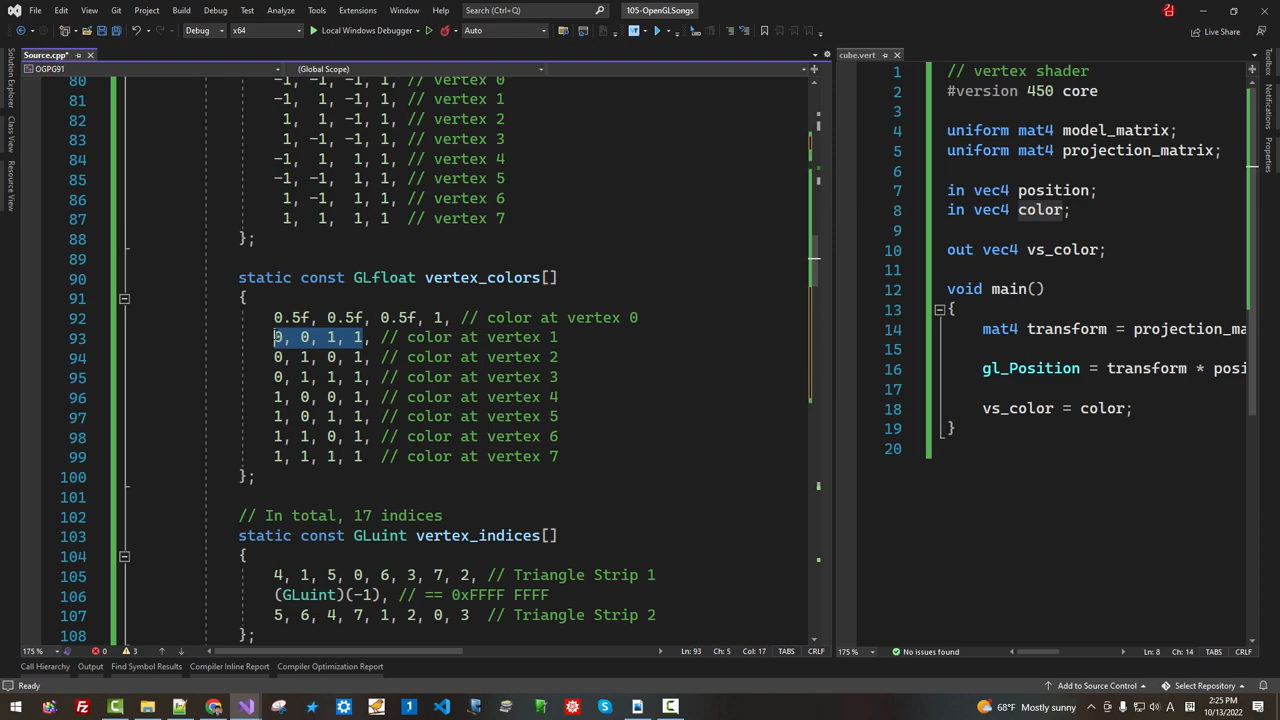 File Edit View Git Project Build Debug Test Analyze Tools Extensions Window Help Search (Ctrl+Q) 105-OpenGLSongs
Debug x64 Local Windows Debugger Auto Live Share
Source.cpp* cube.vert
OGPG91 (Global Scope)
Solution Explorer
Class View
Resource View
Toolbox
Notifications
Properties
80 -1, -1, -1, 1, // vertex 0
81 -1, 1, -1, 1, // vertex 1
82 1, -1, -1, 1, // vertex 2
83 1, 1, -1, 1, // vertex 3
84 -1, 1, 1, 1, // vertex 4
85 -1, -1, 1, 1, // vertex 5
86 1, -1, 1, 1, // vertex 6
87 1, 1, 1, 1 // vertex 7
88 };
89
90 static const GLfloat vertex_colors[]
91 {
92 0.5f, 0.5f, 0.5f, 1, // color at vertex 0
93 0, 0, 1, 1, // color at vertex 1
94 0, 1, 0, 1, // color at vertex 2
95 0, 1, 1, 1, // color at vertex 3
96 1, 0, 0, 1, // color at vertex 4
97 1, 0, 1, 1, // color at vertex 5
98 1, 1, 0, 1, // color at vertex 6
99 1, 1, 1, 1 // color at vertex 7
100 };
101
102 // In total, 17 indices
103 static const GLuint vertex_indices[]
104 {
105 4, 1, 5, 0, 6, 3, 7, 2, // Triangle Strip 1
106 (GLuint)(-1), // == 0xFFFF FFFF
107 5, 6, 4, 7, 1, 2, 0, 3 // Triangle Strip 2
108 };
1 // vertex shader
2 #version 450 core
3
4 uniform mat4 model_matrix;
5 uniform mat4 projection_matrix;
6
7 in vec4 position;
8 in vec4 color;
9
10 out vec4 vs_color;
11
12 void main()
13 {
14 mat4 transform = projection_ma
15
16 gl_Position = transform * posi
17
18 vs_color = color;
19 }
20
175 % 0 3 Ln: 93 Ch: 5 Col: 17 TABS CRLF
175 % No issues found Ln: 8 Ch: 14 TABS CRLF
Call Hierarchy Output Find Symbol Results Compiler Inline Report Compiler Optimization Report
Ready Add to Source Control Select Repository
68°F Mostly sunny A 2:25 PM
10/13/2022